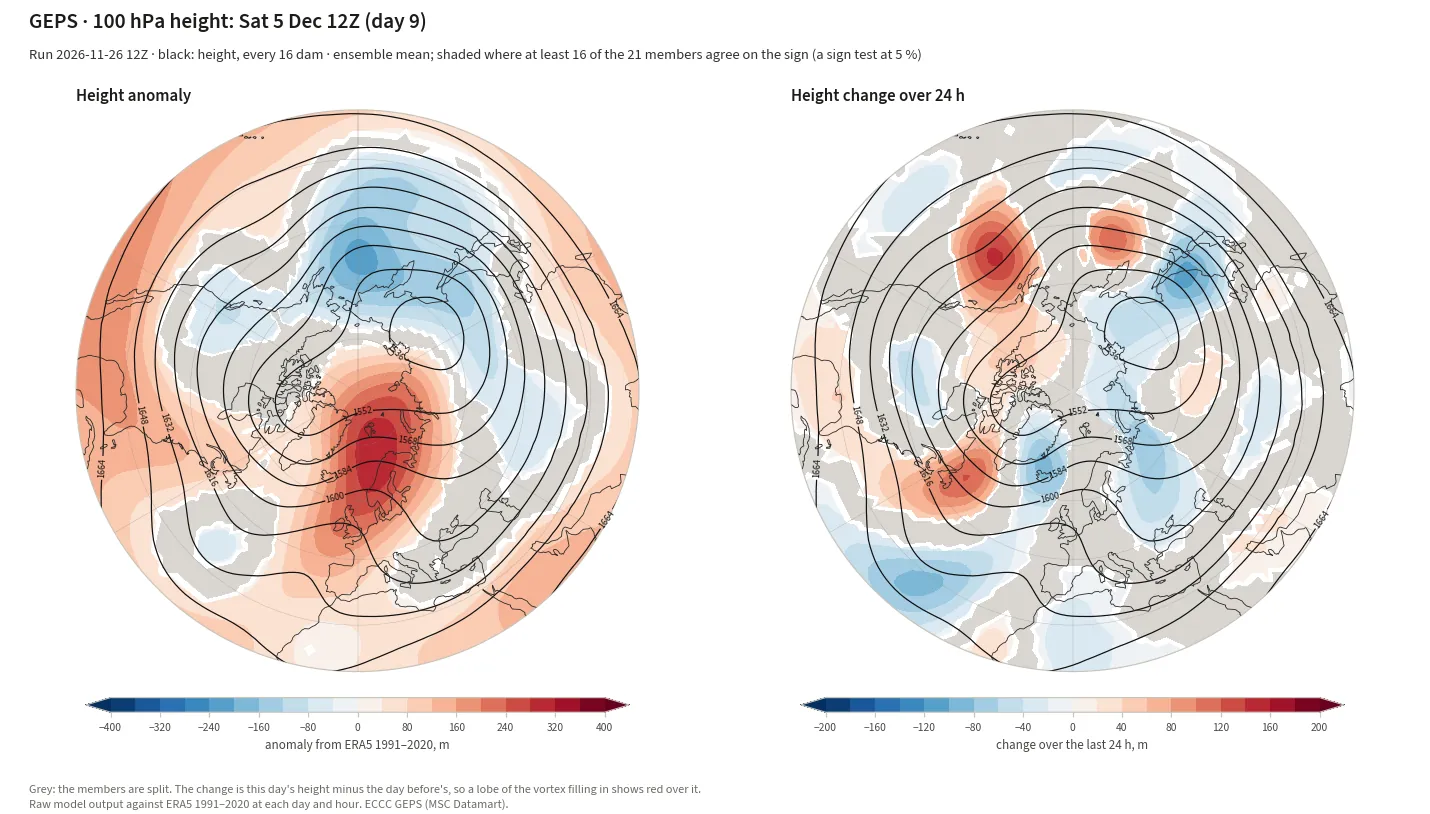 GEPS · 100 hPa height: Sat 5 Dec 12Z (day 9)
Run 2026-11-26 12Z · black: height, every 16 dam · ensemble mean; shaded where at least 16 of the 21 members agree on the sign (a sign test at 5 %)
Height anomaly
Height change over 24 h
1664
1536
1552
1568
1648
1632
1584
1664
1616
1600
1664
1664
1536
1552
1568
1648
1632
1584
1664
1616
1600
1664
−400 −320 −240 −160 −80 0 80 160 240 320 400
anomaly from ERA5 1991–2020, m
−200 −160 −120 −80 −40 0 40 80 120 160 200
change over the last 24 h, m
Grey: the members are split. The change is this day's height minus the day before's, so a lobe of the vortex filling in shows red over it.
Raw model output against ERA5 1991–2020 at each day and hour. ECCC GEPS (MSC Datamart).